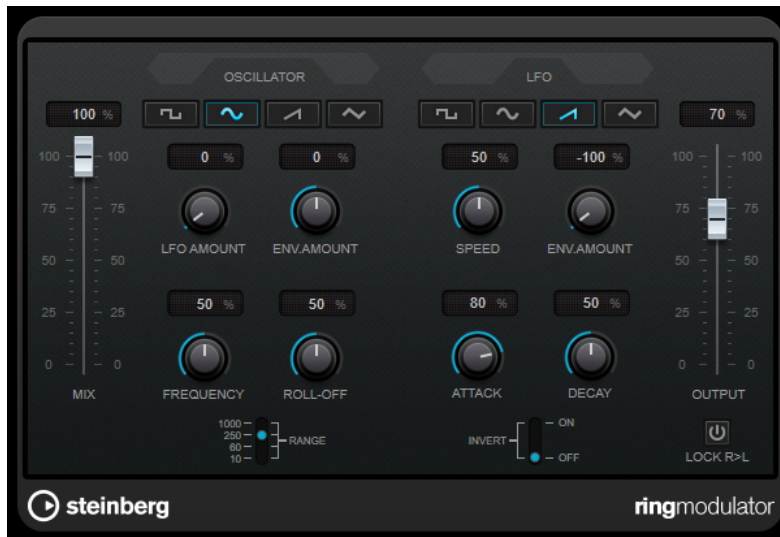 OSCILLATOR LFO
100 % 70 %
0 % 0 % 50 % -100 %
100 100 100 100
75 75 75 75
LFO AMOUNT ENV.AMOUNT SPEED ENV.AMOUNT
50 50 50 50
50 % 50 % 80 % 50 %
25 25 25 25
0 0 0 0
MIX FREQUENCY ROLL-OFF ATTACK DECAY OUTPUT
1000
250
60
10
RANGE
INVERT
ON
OFF
LOCK R>L
steinberg ringmodulator